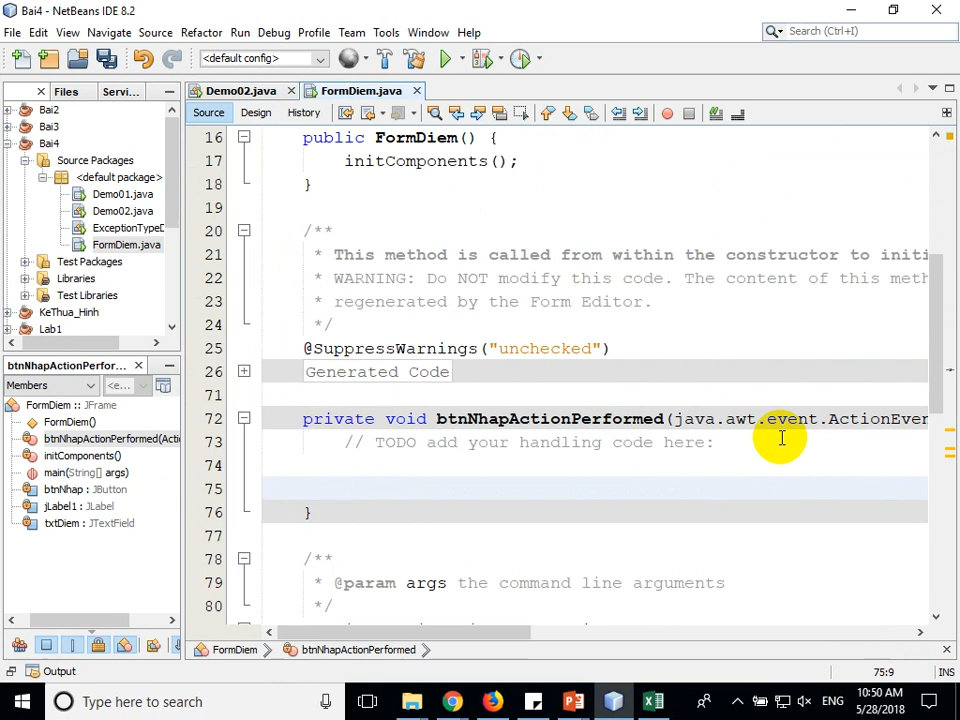 Bai4 - NetBeans IDE 8.2
File Edit View Navigate Source Refactor Run Debug Profile Team Tools Window Help
Search (Ctrl+I)
<default config>
Files Servi...
Demo02.java FormDiem.java
Source Design History
Bai2
Bai3
Bai4
Source Packages
<default package>
Demo01.java
Demo02.java
ExceptionTypeD
FormDiem.java
Test Packages
Libraries
Test Libraries
KeThua_Hinh
Lab1
btnNhapActionPerform...
Members <e...
FormDiem :: JFrame
FormDiem()
btnNhapActionPerformed(Acti
initComponents()
main(String[] args)
btnNhap : JButton
jLabel1 : JLabel
txtDiem : JTextField
16 public FormDiem() {
17 initComponents();
18 }
19
20 /**
21 * This method is called from within the constructor to initi
22 * WARNING: Do NOT modify this code. The content of this meth
23 * regenerated by the Form Editor.
24 */
25 @SuppressWarnings("unchecked")
26 Generated Code
71
72 private void btnNhapActionPerformed(java.awt.event.ActionEven
73 // TODO add your handling code here:
74
75
76 }
77
78 /**
79 * @param args the command line arguments
80 */
FormDiem btnNhapActionPerformed
Output
75:9 INS
Type here to search
ENG
10:50 AM
5/28/2018